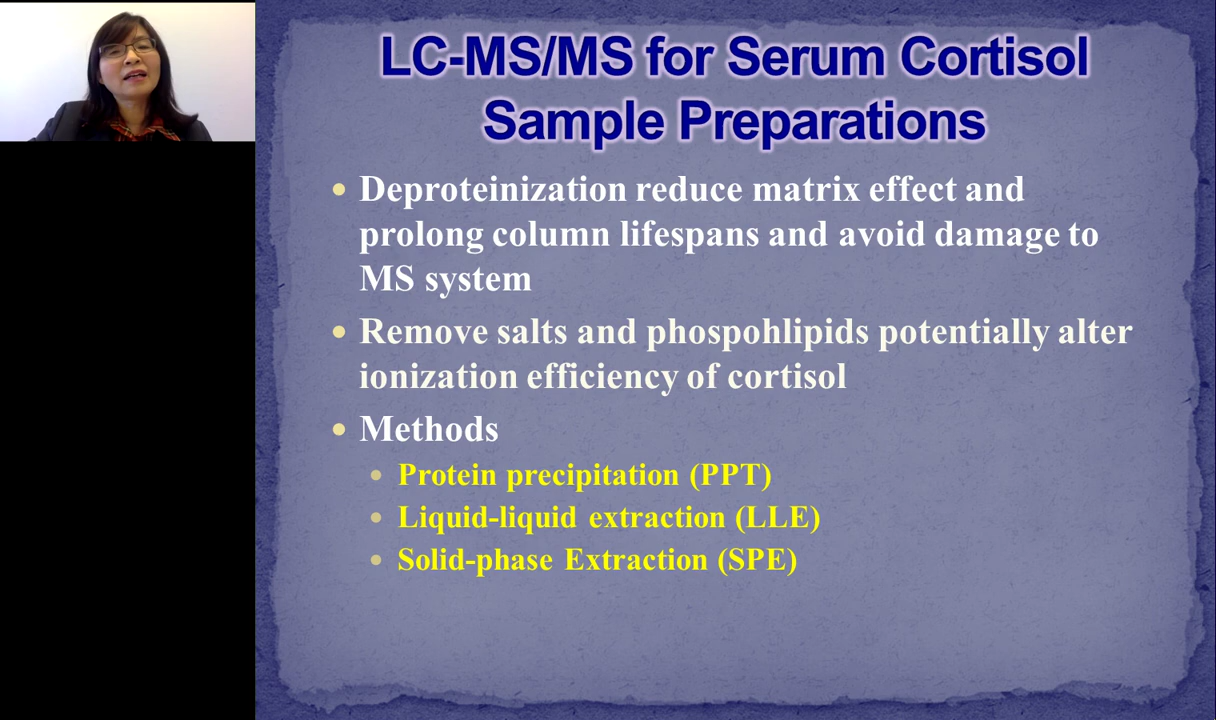 LC-MS/MS for Serum Cortisol
Sample Preparations
• Deproteinization reduce matrix effect and
prolong column lifespans and avoid damage to
MS system
• Remove salts and phospohlipids potentially alter
ionization efficiency of cortisol
• Methods
• Protein precipitation (PPT)
• Liquid-liquid extraction (LLE)
• Solid-phase Extraction (SPE)